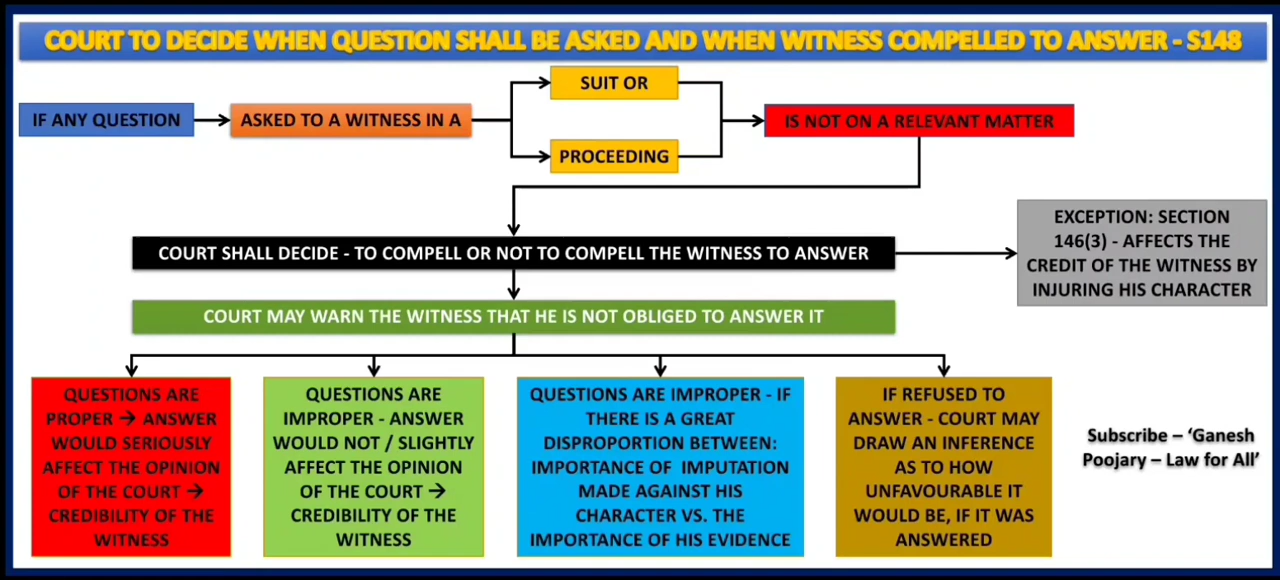 COURT TO DECIDE WHEN QUESTION SHALL BE ASKED AND WHEN WITNESS COMPELLED TO ANSWER - S148
IF ANY QUESTION
ASKED TO A WITNESS IN A
SUIT OR
PROCEEDING
IS NOT ON A RELEVANT MATTER
COURT SHALL DECIDE - TO COMPELL OR NOT TO COMPELL THE WITNESS TO ANSWER
EXCEPTION: SECTION
146(3) - AFFECTS THE
CREDIT OF THE WITNESS BY
INJURING HIS CHARACTER
COURT MAY WARN THE WITNESS THAT HE IS NOT OBLIGED TO ANSWER IT
QUESTIONS ARE
PROPER → ANSWER
WOULD SERIOUSLY
AFFECT THE OPINION
OF THE COURT →
CREDIBILITY OF THE
WITNESS
QUESTIONS ARE
IMPROPER - ANSWER
WOULD NOT / SLIGHTLY
AFFECT THE OPINION
OF THE COURT →
CREDIBILITY OF THE
WITNESS
QUESTIONS ARE IMPROPER - IF
THERE IS A GREAT
DISPROPORTION BETWEEN:
IMPORTANCE OF IMPUTATION
MADE AGAINST HIS
CHARACTER VS. THE
IMPORTANCE OF HIS EVIDENCE
IF REFUSED TO
ANSWER - COURT MAY
DRAW AN INFERENCE
AS TO HOW
UNFAVOURABLE IT
WOULD BE, IF IT WAS
ANSWERED
Subscribe – ‘Ganesh
Poojary – Law for All’